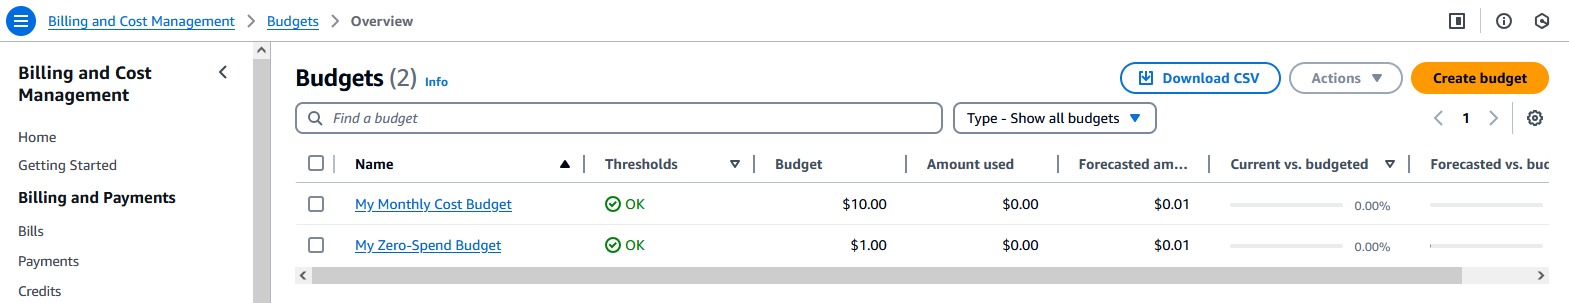 Billing and Cost Management > Budgets > Overview
Billing and Cost
Management
Home
Getting Started
Billing and Payments
Bills
Payments
Credits
Budgets (2) Info
Download CSV
Actions
Create budget
Find a budget
Type - Show all budgets
1
Name Thresholds Budget Amount used Forecasted am... Current vs. budgeted Forecasted vs. buc
My Monthly Cost Budget OK $10.00 $0.00 $0.01 0.00%
My Zero-Spend Budget OK $1.00 $0.00 $0.01 0.00%